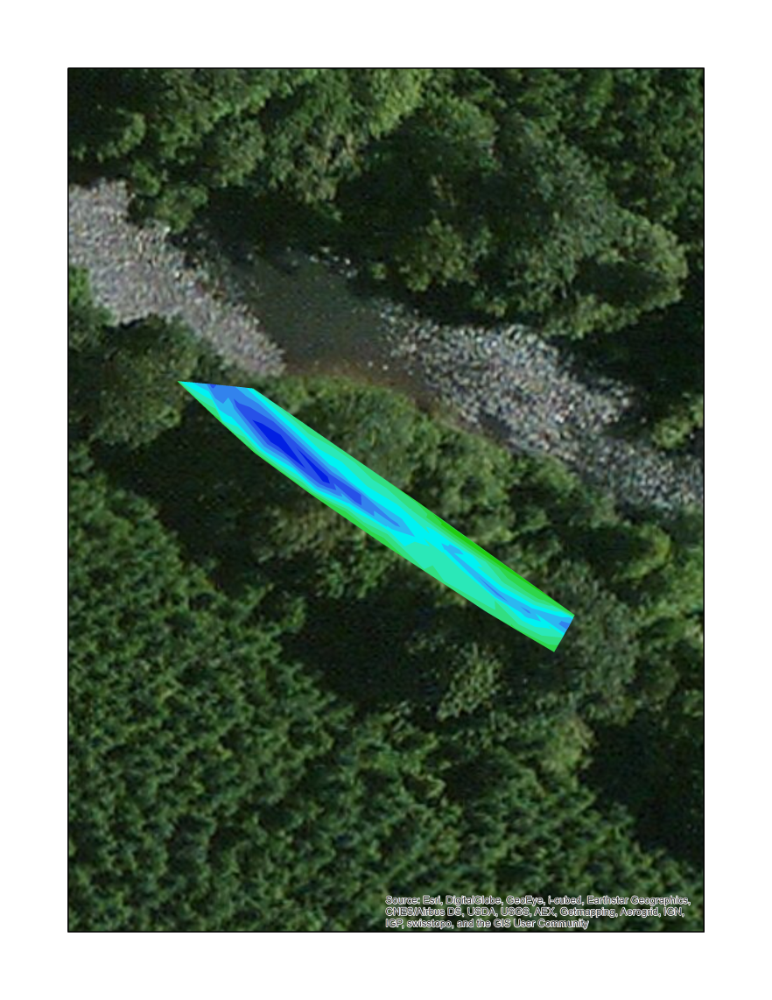 Source: Esri, DigitalGlobe, GeoEye, i-cubed, Earthstar Geographics,
CNES/Airbus DS, USDA, USGS, AEX, Getmapping, Aerogrid, IGN,
IGP, swisstopo, and the GIS User Community